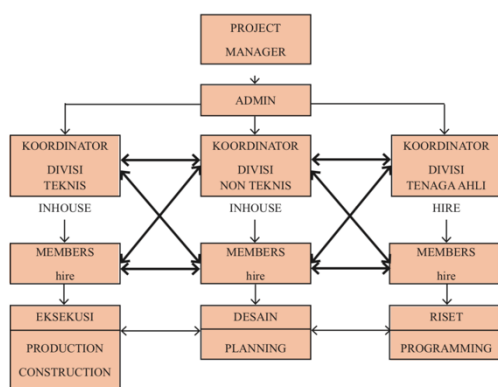 PROJECT
MANAGER
ADMIN
KOORDINATOR
DIVISI
TEKNIS
KOORDINATOR
DIVISI
NON TEKNIS
KOORDINATOR
DIVISI
TENAGA AHLI
INHOUSE
INHOUSE
HIRE
MEMBERS
hire
MEMBERS
hire
MEMBERS
hire
EKSEKUSI
PRODUCTION
CONSTRUCTION
DESAIN
PLANNING
RISET
PROGRAMMING